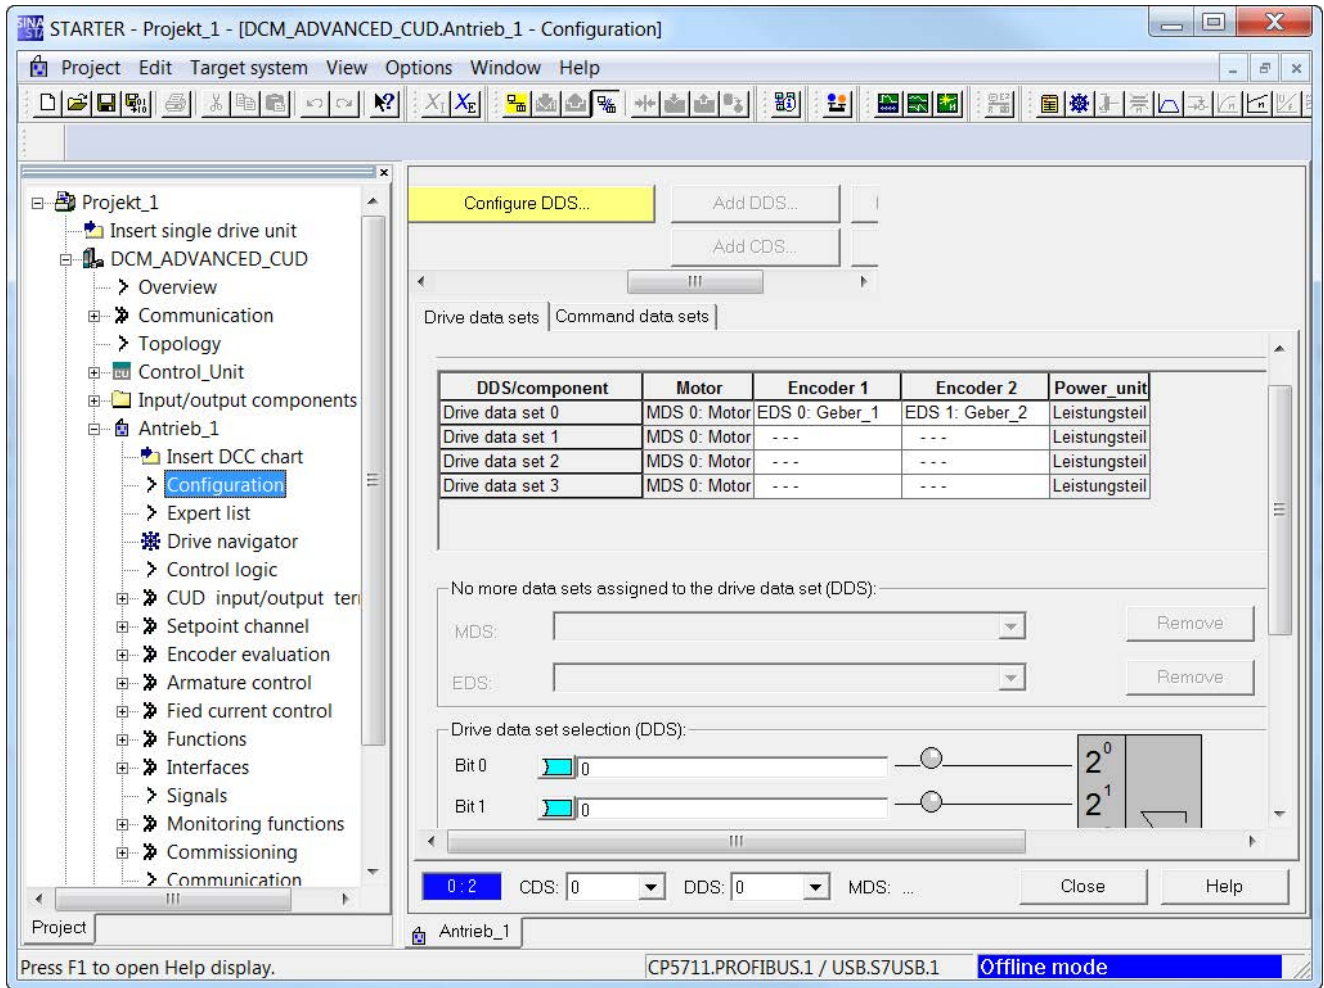 STARTER - Projekt_1 - [DCM_ADVANCED_CUD.Antrieb_1 - Configuration]
Project Edit Target system View Options Window Help
Projekt_1
Insert single drive unit
DCM_ADVANCED_CUD
Overview
Communication
Topology
Control_Unit
Input/output components
Antrieb_1
Insert DCC chart
Configuration
Expert list
Drive navigator
Control logic
CUD input/output ter
Setpoint channel
Encoder evaluation
Armature control
Fied current control
Functions
Interfaces
Signals
Monitoring functions
Commissioning
Communication
Project
Configure DDS... Add DDS...
Add CDS...
Drive data sets Command data sets
DDS/component Motor Encoder 1 Encoder 2 Power_unit
Drive data set 0 MDS 0: Motor EDS 0: Geber_1 EDS 1: Geber_2 Leistungsteil
Drive data set 1 MDS 0: Motor - - - - - - Leistungsteil
Drive data set 2 MDS 0: Motor - - - - - - Leistungsteil
Drive data set 3 MDS 0: Motor - - - - - - Leistungsteil
No more data sets assigned to the drive data set (DDS):
MDS: Remove
EDS: Remove
Drive data set selection (DDS):
Bit 0 0 2⁰
Bit 1 0 2¹
0 : 2 CDS: 0 DDS: 0 MDS: ... Close Help
Antrieb_1
Press F1 to open Help display. CP5711.PROFIBUS.1 / USB.S7USB.1 Offline mode